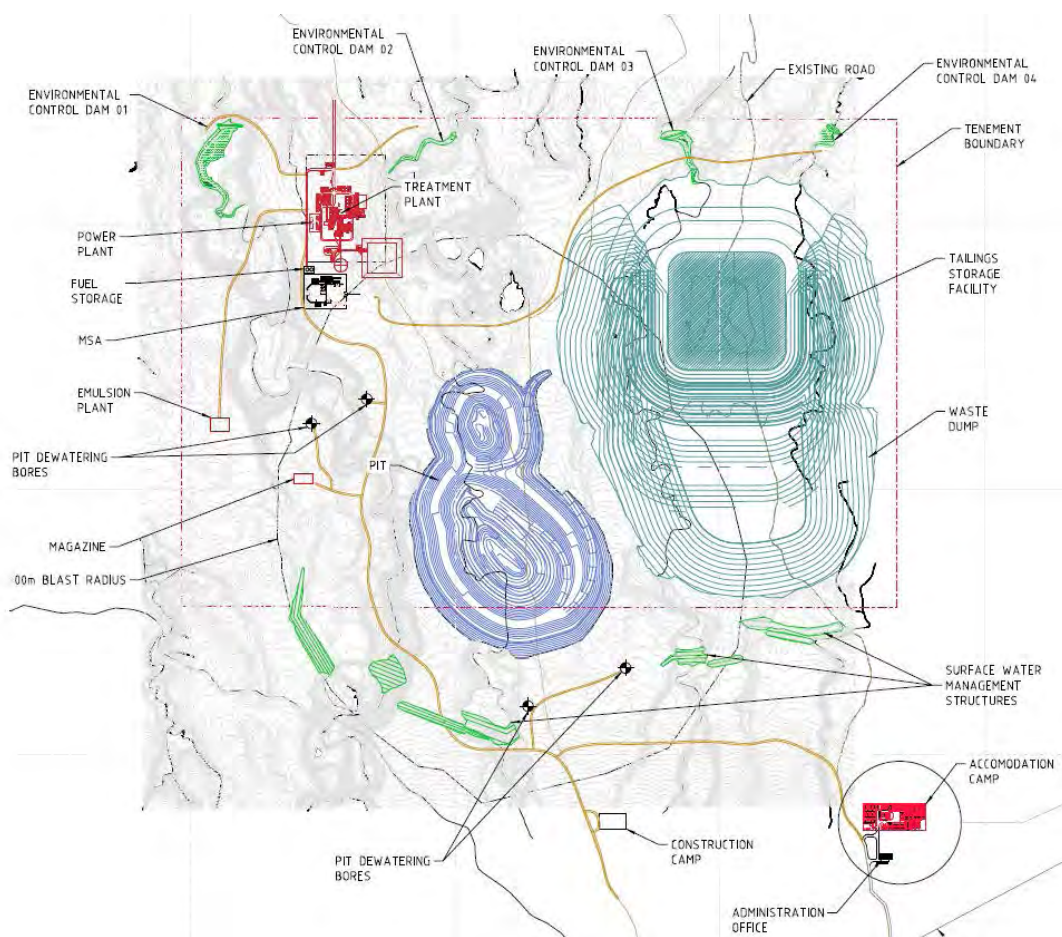 ENVIRONMENTAL
CONTROL DAM 02
ENVIRONMENTAL
CONTROL DAM 03
EXISTING ROAD
ENVIRONMENTAL
CONTROL DAM 04
ENVIRONMENTAL
CONTROL DAM 01
TENEMENT
BOUNDARY
TREATMENT
PLANT
POWER
PLANT
TAILINGS
STORAGE
FACILITY
FUEL
STORAGE
MSA
EMULSION
PLANT
WASTE
DUMP
PIT DEWATERING
BORES
PIT
MAGAZINE
00m BLAST RADIUS
SURFACE WATER
MANAGEMENT
STRUCTURES
ACCOMODATION
CAMP
PIT DEWATERING
BORES
CONSTRUCTION
CAMP
ADMINISTRATION
OFFICE